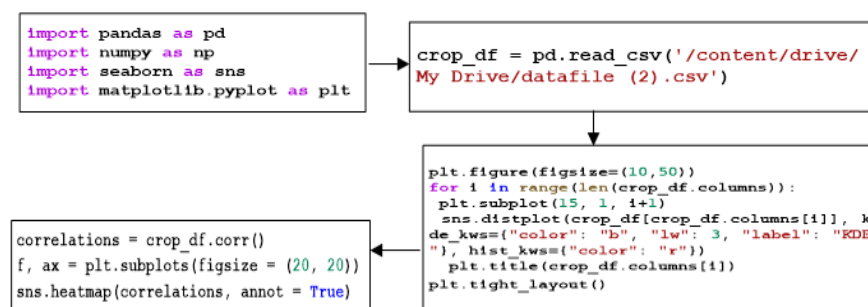 import pandas as pd
import numpy as np
import seaborn as sns
import matplotlib.pyplot as plt
crop_df = pd.read_csv('/content/drive/
My Drive/datafile (2).csv')
plt.figure(figsize=(10,50))
for i in range(len(crop_df.columns)):
plt.subplot(15, 1, i+1)
sns.distplot(crop_df[crop_df.columns[i]], k
de_kws={"color": "b", "lw": 3, "label": "KDE
"}, hist_kws={"color": "r"})
plt.title(crop_df.columns[i])
plt.tight_layout()
correlations = crop_df.corr()
f, ax = plt.subplots(figsize = (20, 20))
sns.heatmap(correlations, annot = True)